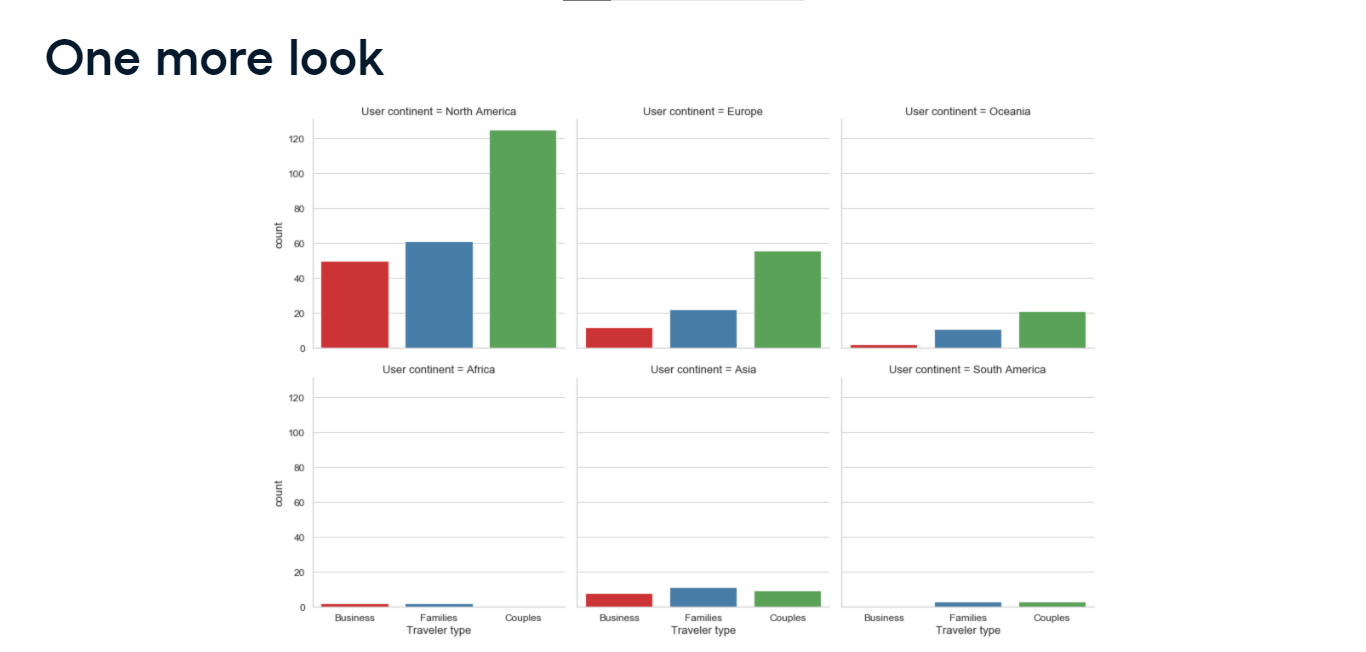 One more look
User continent = North America
User continent = Europe
User continent = Oceania
120
100
80
60
40
20
0
count
User continent = Africa
User continent = Asia
User continent = South America
120
100
80
60
40
20
0
count
Business Families Couples
Traveler type
Business Families Couples
Traveler type
Business Families Couples
Traveler type